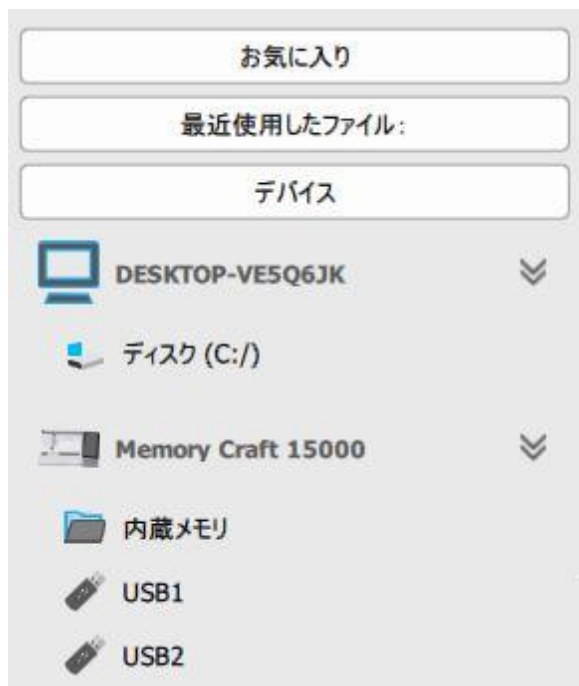 お気に入り
最近使用したファイル:
デバイス
DESKTOP-VE5Q6JK
ディスク (C:/)
Memory Craft 15000
内蔵メモリ
USB1
USB2